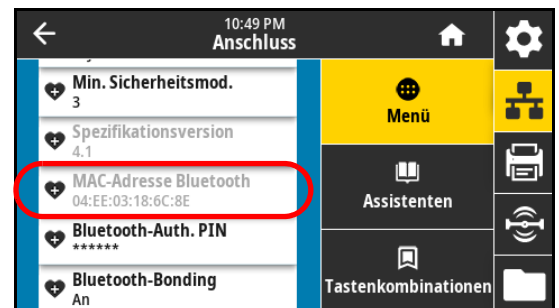 10:49 PM
Anschluss
Min. Sicherheitsmod.
3
Spezifikationsversion
4.1
MAC-Adresse Bluetooth
04:EE:03:18:6C:8E
Bluetooth-Auth. PIN
******
Bluetooth-Bonding
An
Menü
Assistenten
Tastenkombinationen